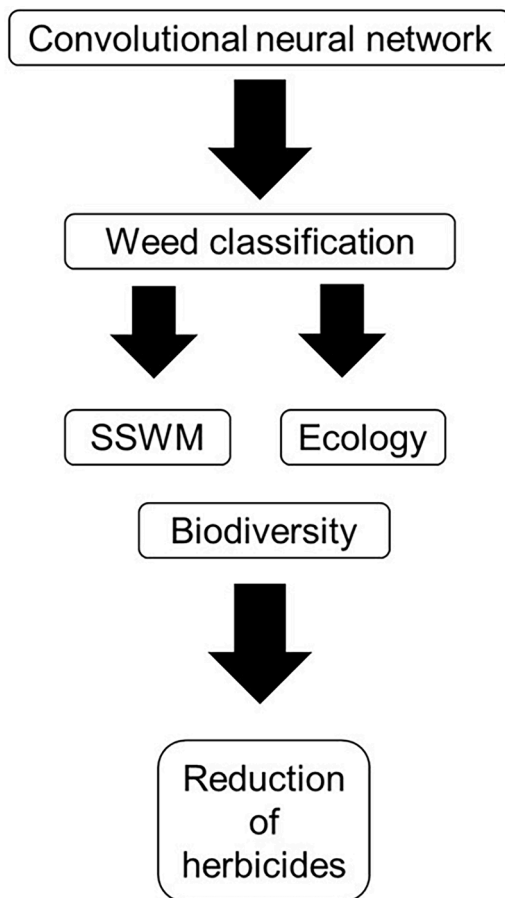 Convolutional neural network
Weed classification
SSWM
Ecology
Biodiversity
Reduction
of
herbicides